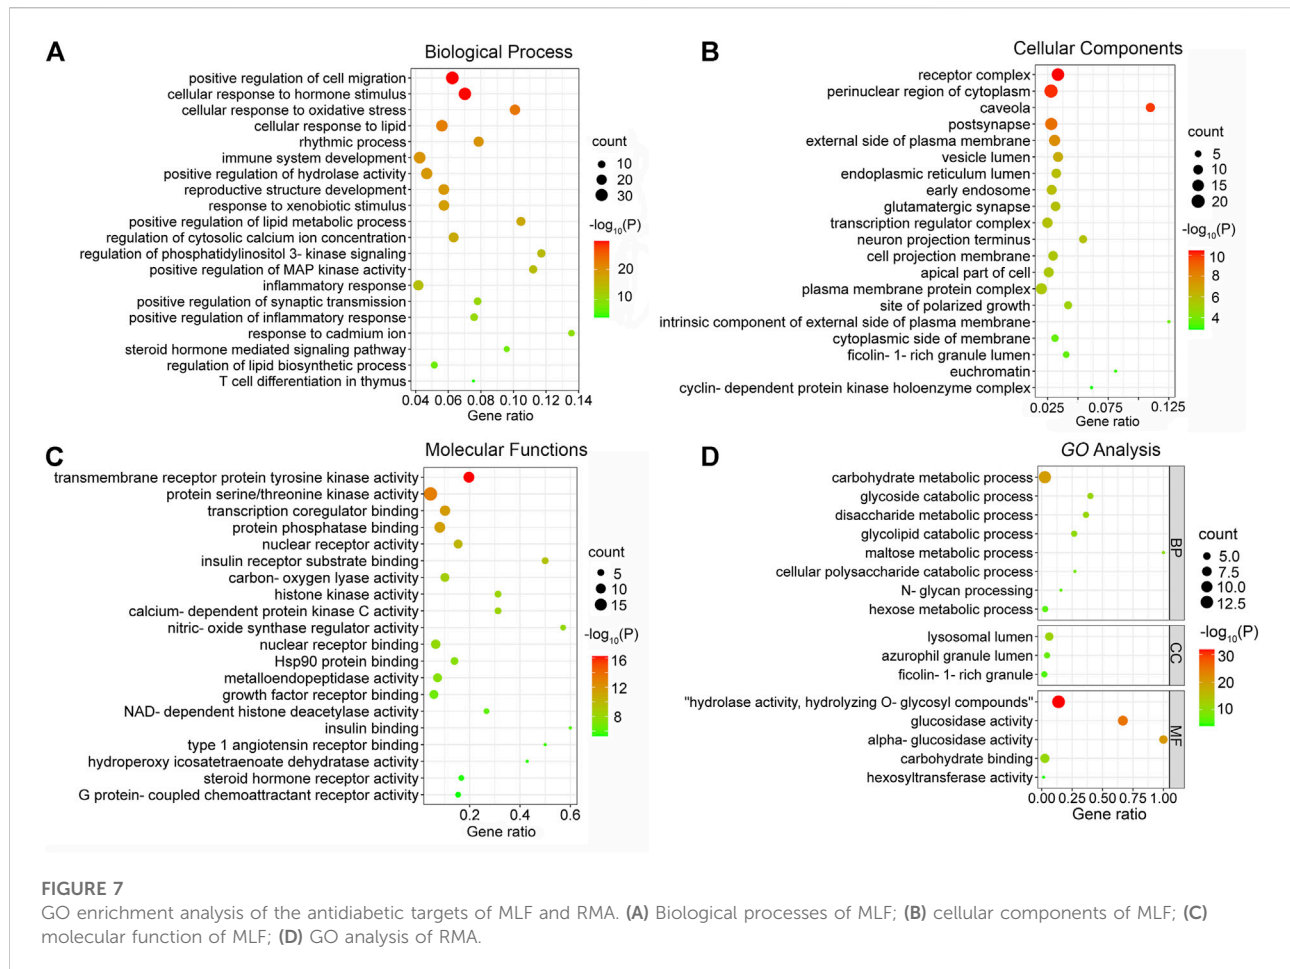 A
Biological Process
positive regulation of cell migration
cellular response to hormone stimulus
cellular response to oxidative stress
cellular response to lipid
rhythmic process
immune system development
positive regulation of hydrolase activity
reproductive structure development
response to xenobiotic stimulus
positive regulation of lipid metabolic process
regulation of cytosolic calcium ion concentration
regulation of phosphatidylinositol 3- kinase signaling
positive regulation of MAP kinase activity
inflammatory response
positive regulation of synaptic transmission
positive regulation of inflammatory response
response to cadmium ion
steroid hormone mediated signaling pathway
regulation of lipid biosynthetic process
T cell differentiation in thymus
0.04 0.06 0.08 0.10 0.12 0.14
Gene ratio
count
10
20
30
-log10(P)
20
10
B
Cellular Components
receptor complex
perinuclear region of cytoplasm
caveola
postsynapse
external side of plasma membrane
vesicle lumen
endoplasmic reticulum lumen
early endosome
glutamatergic synapse
transcription regulator complex
neuron projection terminus
cell projection membrane
apical part of cell
plasma membrane protein complex
site of polarized growth
intrinsic component of external side of plasma membrane
cytoplasmic side of membrane
ficolin- 1- rich granule lumen
euchromatin
cyclin- dependent protein kinase holoenzyme complex
0.025 0.075 0.125
Gene ratio
count
5
10
15
20
-log10(P)
10
8
6
4
C
Molecular Functions
transmembrane receptor protein tyrosine kinase activity
protein serine/threonine kinase activity
transcription coregulator binding
protein phosphatase binding
nuclear receptor activity
insulin receptor substrate binding
carbon- oxygen lyase activity
histone kinase activity
calcium- dependent protein kinase C activity
nitric- oxide synthase regulator activity
nuclear receptor binding
Hsp90 protein binding
metalloendopeptidase activity
growth factor receptor binding
NAD- dependent histone deacetylase activity
insulin binding
type 1 angiotensin receptor binding
hydroperoxy icosatetraenoate dehydratase activity
steroid hormone receptor activity
G protein- coupled chemoattractant receptor activity
0.2 0.4 0.6
Gene ratio
count
5
10
15
-log10(P)
16
12
8
D
GO Analysis
carbohydrate metabolic process
glycoside catabolic process
disaccharide metabolic process
glycolipid catabolic process
maltose metabolic process
cellular polysaccharide catabolic process
N- glycan processing
hexose metabolic process
BP
lysosomal lumen
azurophil granule lumen
ficolin- 1- rich granule
CC
"hydrolase activity, hydrolyzing O- glycosyl compounds"
glucosidase activity
alpha- glucosidase activity
carbohydrate binding
hexosyltransferase activity
MF
0.00 0.25 0.50 0.75 1.00
Gene ratio
count
5.0
7.5
10.0
12.5
-log10(P)
30
20
10
FIGURE 7
GO enrichment analysis of the antidiabetic targets of MLF and RMA. (A) Biological processes of MLF; (B) cellular components of MLF; (C)
molecular function of MLF; (D) GO analysis of RMA.